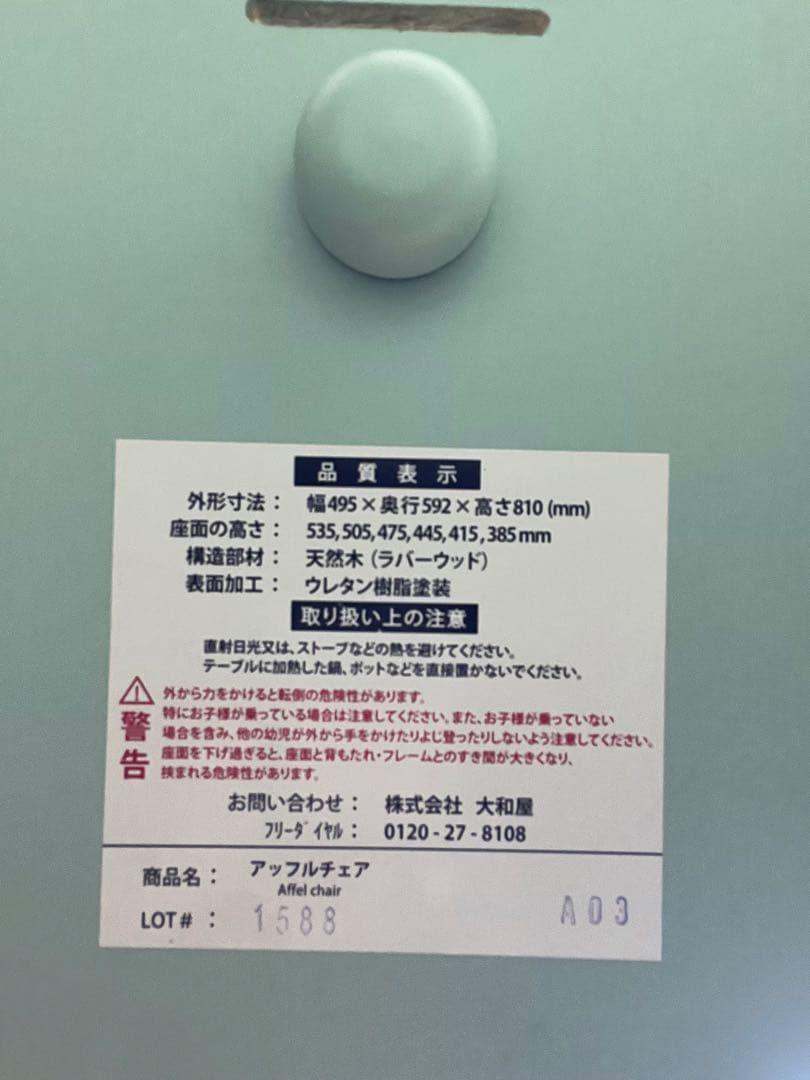 品質表示
外形寸法： 幅495×奥行592×高さ810 (mm)
座面の高さ： 535,505,475,445,415,385mm
構造部材： 天然木（ラバーウッド）
表面加工： ウレタン樹脂塗装
取り扱い上の注意
直射日光又は、ストーブなどの熱を避けてください。
テーブルに加熱した鍋、ポットなどを直接置かないでください。
警告
外から力をかけると転倒の危険性があります。
特にお子様が乗っている場合は注意してください。また、お子様が乗っていない
場合を含み、他の幼児が外から手をかけたりよじ登ったりしないよう注意してください。
座面を下げ過ぎると、座面と背もたれ・フレームとのすき間が大きくなり、
挟まれる危険性があります。
お問い合わせ： 株式会社 大和屋
ﾌﾘｰﾀﾞｲﾔﾙ： 0120-27-8108
商品名： アッフルチェア
Affel chair
LOT#： 1588 A03